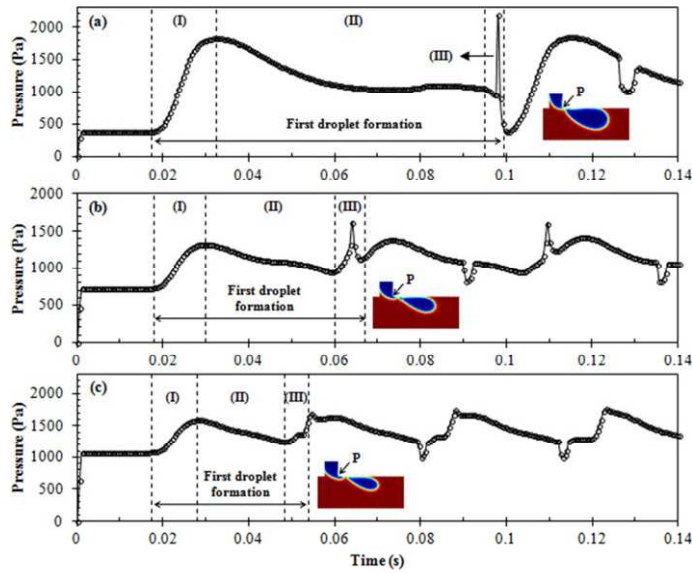 (a)
(I)
(II)
(III)
P
First droplet formation
Pressure (Pa)
2000
1500
1000
500
0
0 0.02 0.04 0.06 0.08 0.1 0.12 0.14
(b)
(I)
(II)
(III)
P
First droplet
formation
Pressure (Pa)
2000
1500
1000
500
0
0 0.02 0.04 0.06 0.08 0.1 0.12 0.14
(c)
(I)
(II)
(III)
P
First droplet
formation
Pressure (Pa)
2000
1500
1000
500
0
0 0.02 0.04 0.06 0.08 0.1 0.12 0.14
Time (s)